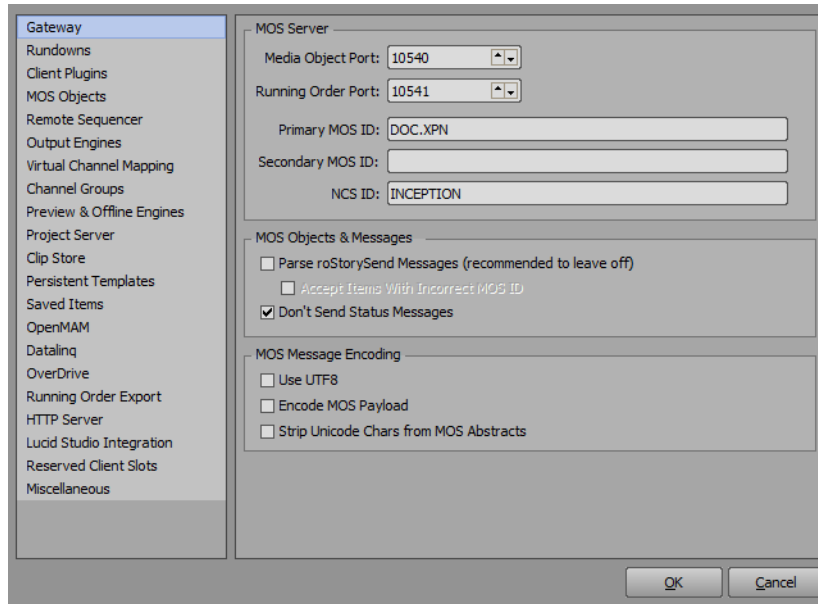 Gateway
Rundowns
Client Plugins
MOS Objects
Remote Sequencer
Output Engines
Virtual Channel Mapping
Channel Groups
Preview & Offline Engines
Project Server
Clip Store
Persistent Templates
Saved Items
OpenMAM
Datalinq
OverDrive
Running Order Export
HTTP Server
Lucid Studio Integration
Reserved Client Slots
Miscellaneous
MOS Server
Media Object Port: 10540
Running Order Port: 10541
Primary MOS ID: DOC.XPN
Secondary MOS ID:
NCS ID: INCEPTION
MOS Objects & Messages
Parse roStorySend Messages (recommended to leave off)
Accept Items With Incorrect MOS ID
Don't Send Status Messages
MOS Message Encoding
Use UTF8
Encode MOS Payload
Strip Unicode Chars from MOS Abstracts
OK Cancel